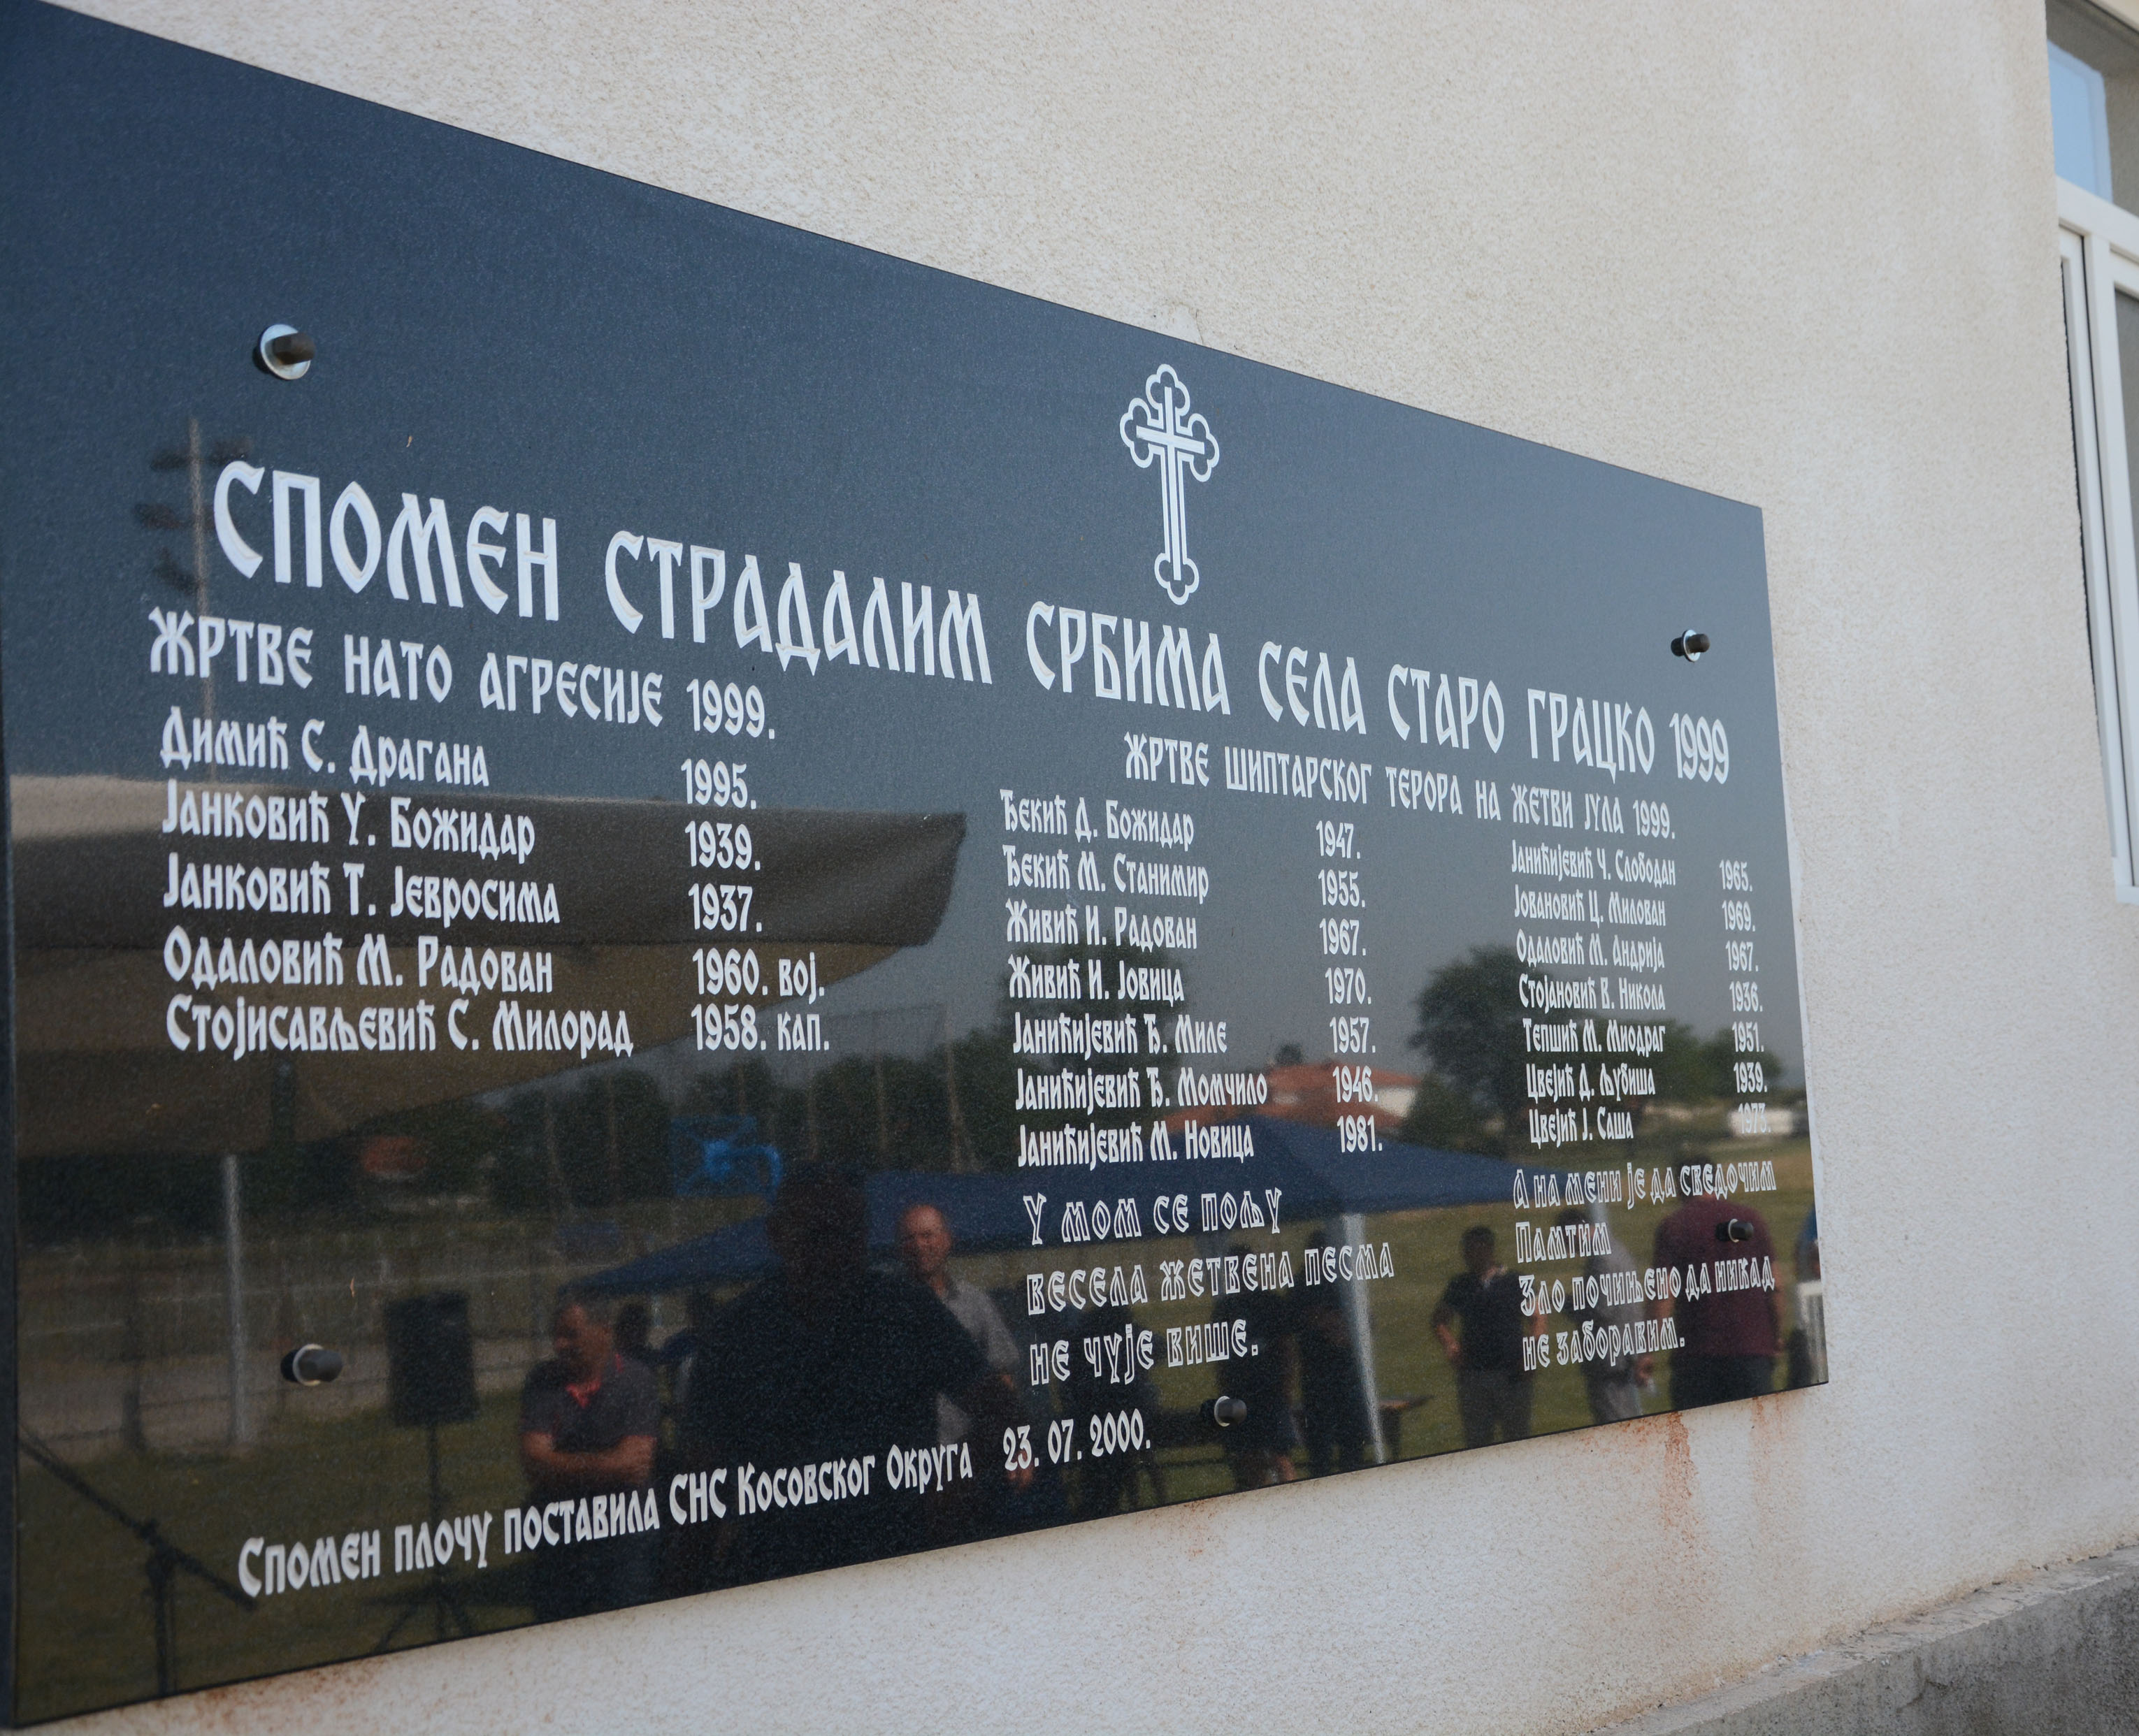 СПОМЕН СТРАДАЛИМ СРБИМА СЕЛА СТАРО ГРАЦКО 1999
ЖРТВЕ НАТО АГРЕСИЈЕ 1999.
Димић С. Драгана 1995.
Јанковић У. Божидар 1939.
Јанковић Т. Јевросима 1937.
Одаловић М. Радован 1960. вој.
Стојисављевић С. Милорад 1958. кап.
ЖРТВЕ ШИПТАРСКОГ ТЕРОРА НА ЖЕТВИ ЈУЛА 1999.
Ђекић Д. Божидар 1947.
Ђекић М. Станимир 1955.
Живић И. Радован 1967.
Живић И. Јовица 1970.
Јанићијевић Ђ. Миле 1957.
Јанићијевић Ђ. Момчило 1946.
Јанићијевић М. Новица 1981.
Јанићијевић Ч. Слободан 1965.
Јовановић Ц. Милован 1969.
Одаловић М. Андрија 1967.
Стојановић В. Никола 1936.
Тепшић М. Миодраг 1951.
Цвејић Д. Љубиша 1939.
Цвејић Ј. Саша 1973.
У мом се пољу
весела жетвена песма
не чује више.
А на мени је да сведочим
Памтим
Зло почињено да никад
не заборавим.
Спомен плочу поставила СНС Косовског Округа 23. 07. 2000.